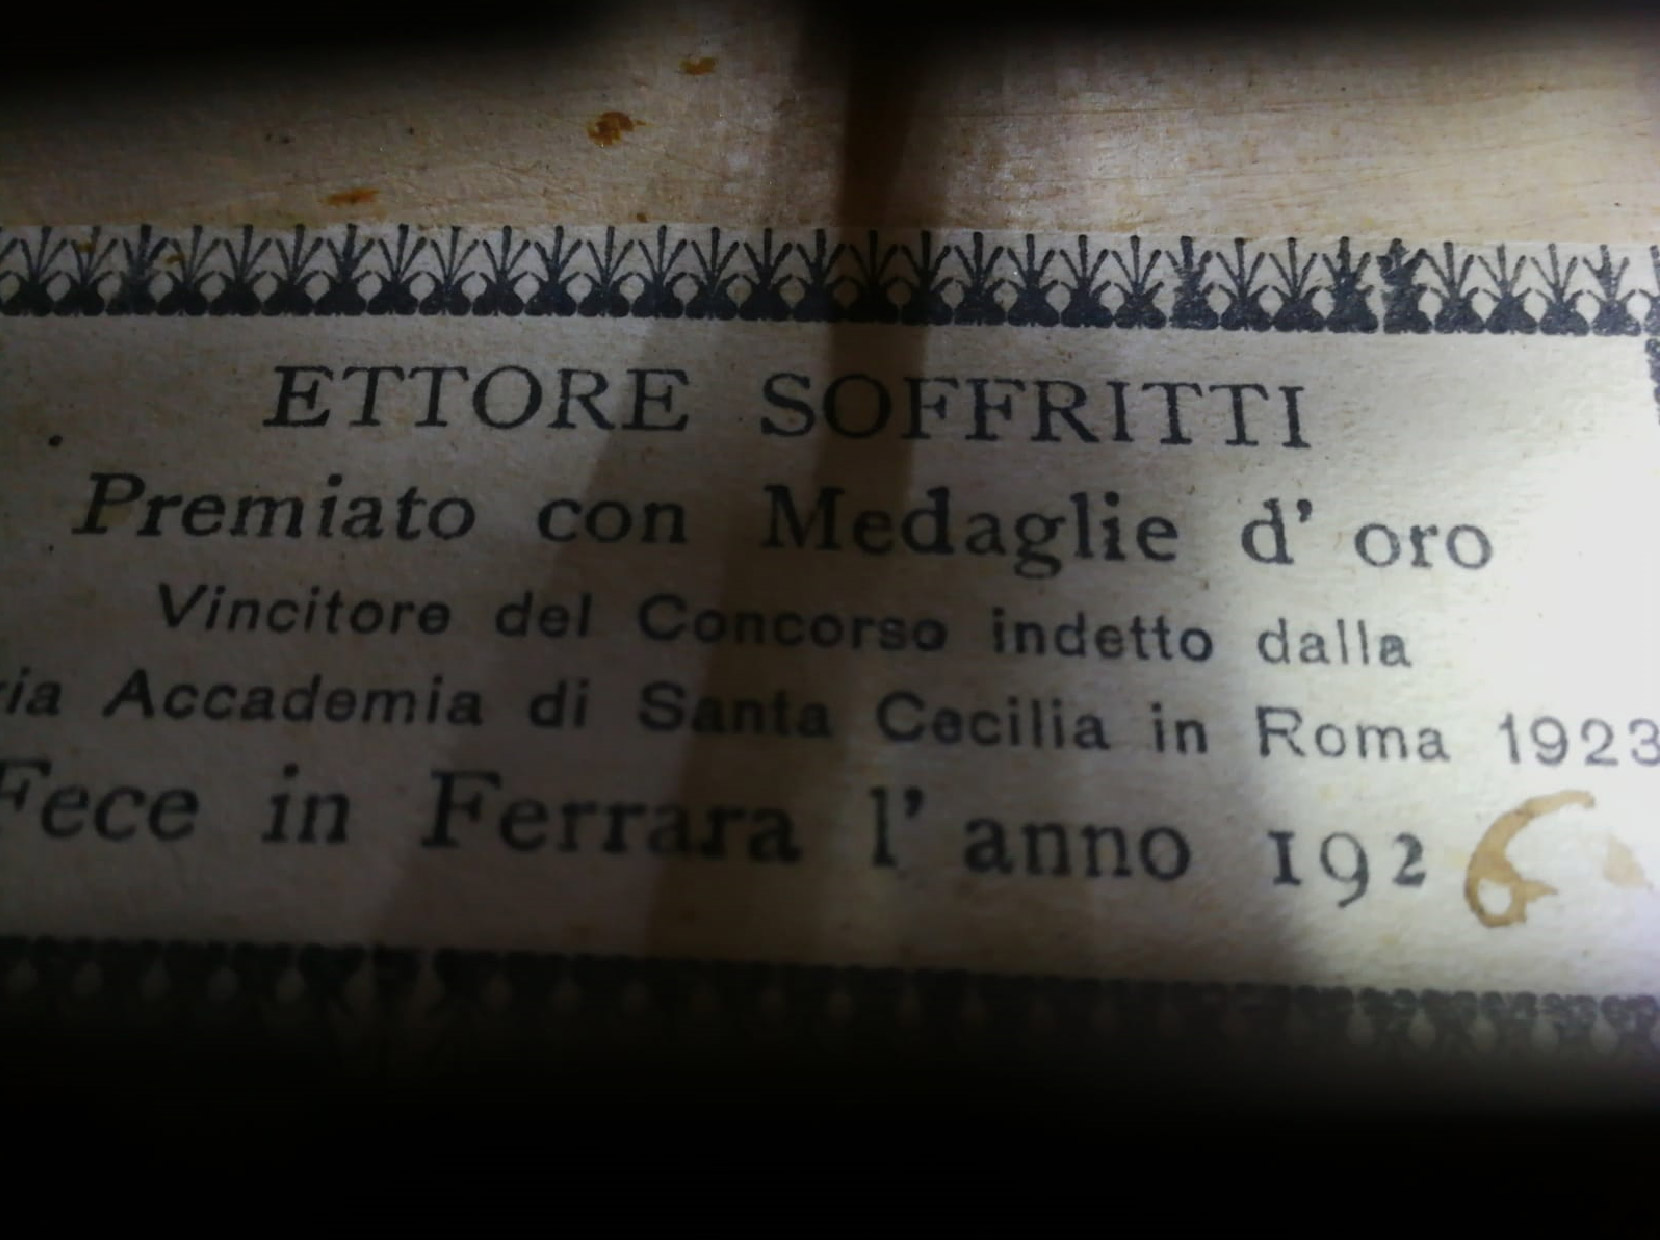 ETTORE SOFFRITTI
Premiato con Medaglie d' oro
Vincitore del Concorso indetto dalla
Accademia di Santa Cecilia in Roma 1923
Fece in Ferrara l' anno 1926